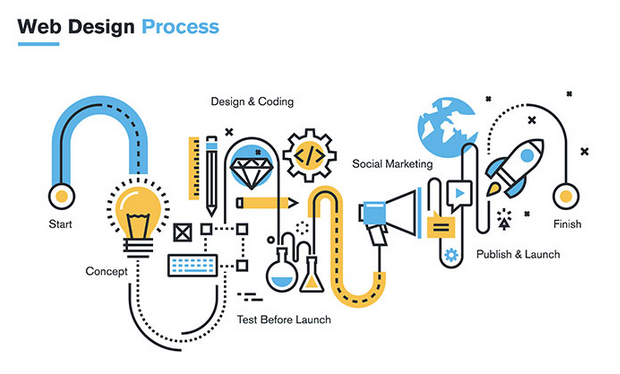 Web Design Process
Design & Coding
Social Marketing
Start
Finish
Publish & Launch
Concept
Test Before Launch